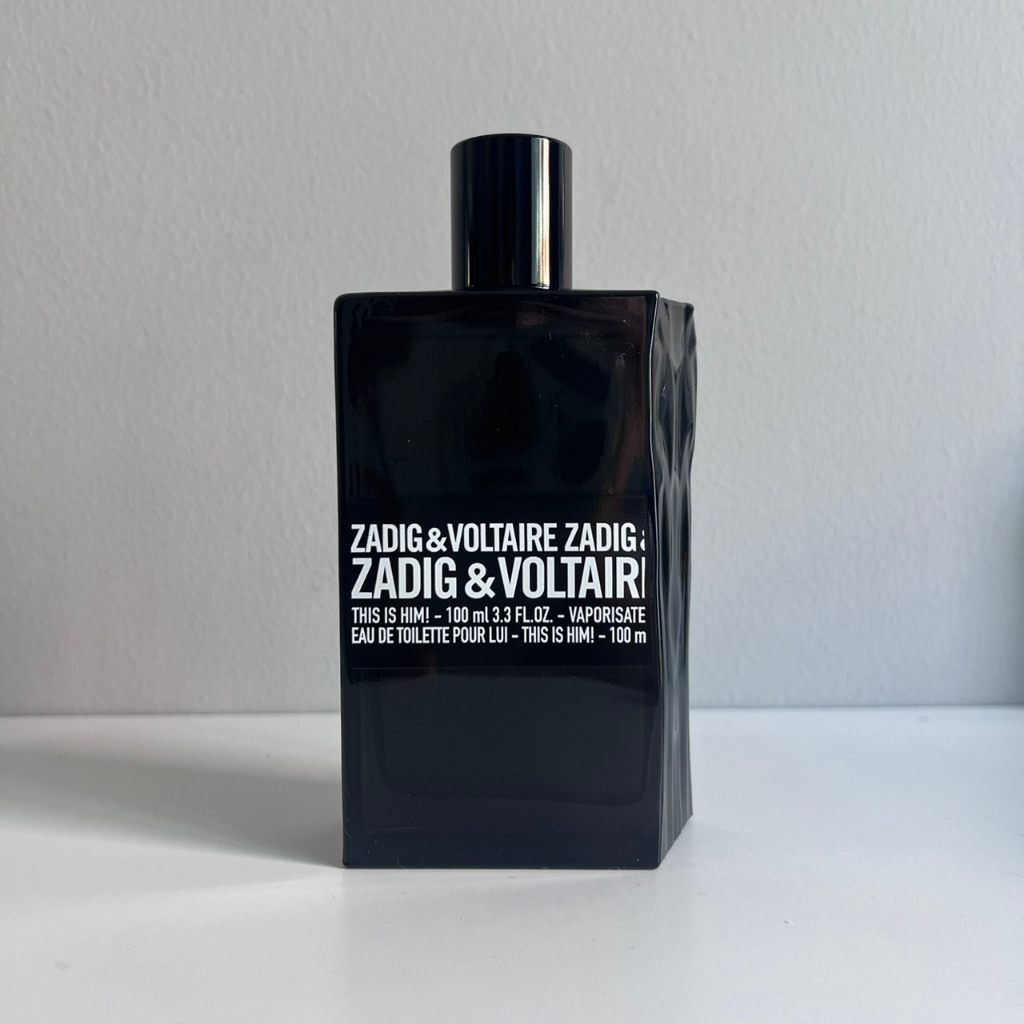 ZADIG&VOLTAIRE ZADIG &
ZADIG & VOLTAIR
THIS IS HIM! – 100 ml 3.3 FL.OZ. – VAPORISATE
EAU DE TOILETTE POUR LUI – THIS IS HIM! – 100 m